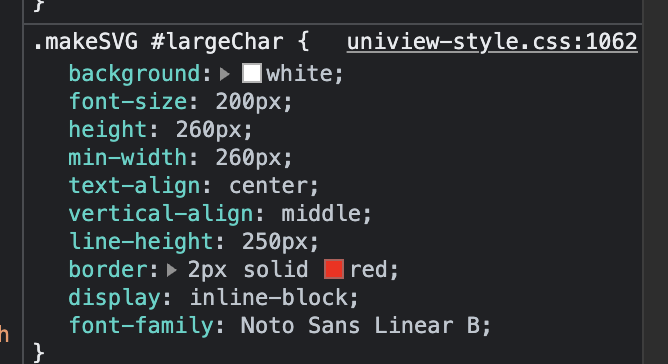 }
.makeSVG #largeChar { uniview-style.css:1062
background: white;
font-size: 200px;
height: 260px;
min-width: 260px;
text-align: center;
vertical-align: middle;
line-height: 250px;
border: 2px solid red;
display: inline-block;
font-family: Noto Sans Linear B;
h
}